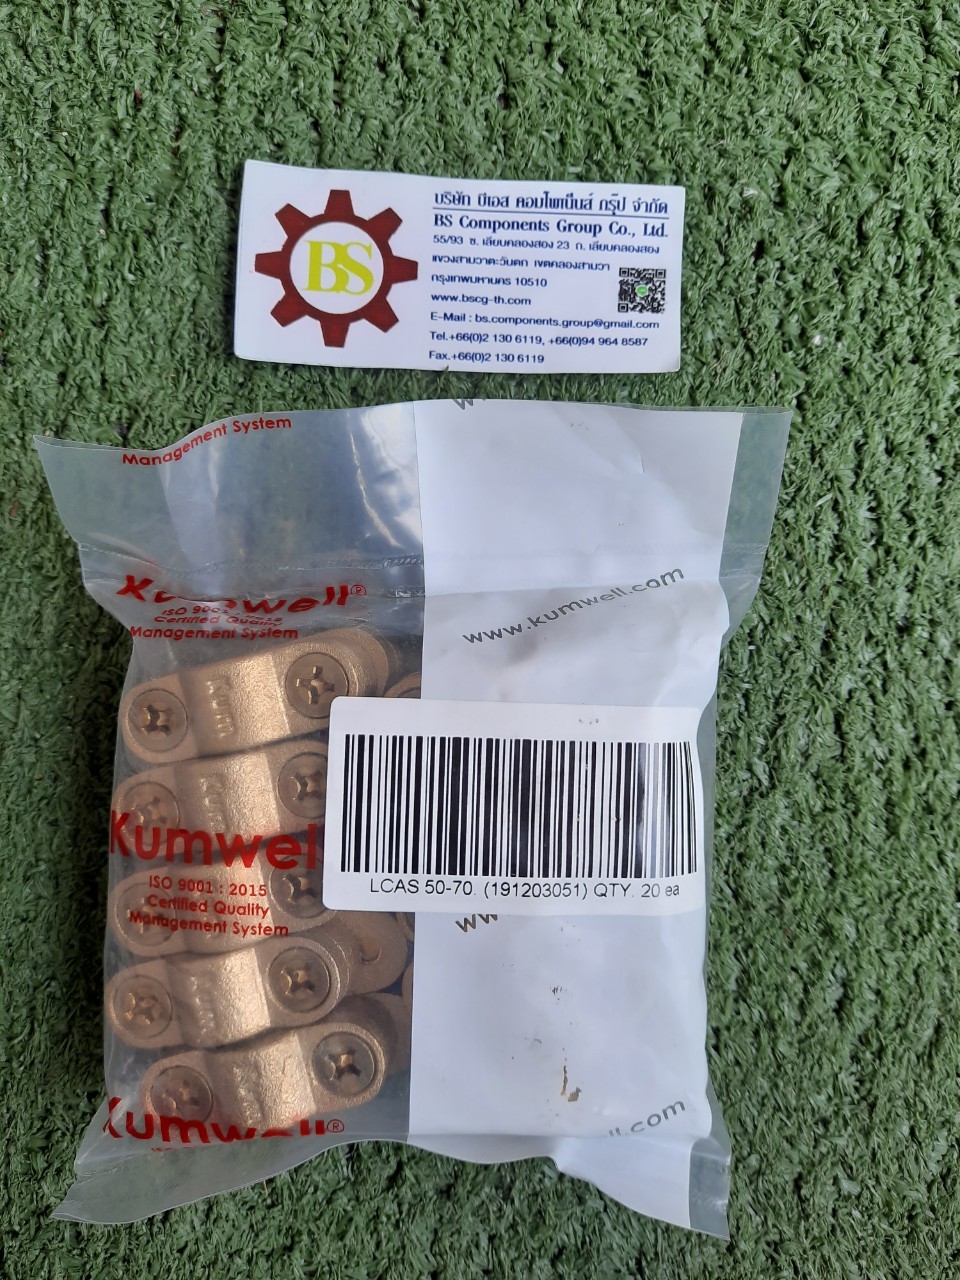 BS
บริษัท บีเอส คอมโพเน็นส์ กรุ๊ป จำกัด
BS Components Group Co., Ltd.
55/93 ซ. เลียบคลองสอง 23 ถ. เลียบคลองสอง
แขวงสามวาตะวันตก เขตคลองสามวา
กรุงเทพมหานคร 10510
www.bscg-th.com
E-Mail : bs.components.group@gmail.com
Tel.+66(0)2 130 6119, +66(0)94 964 8587
Fax.+66(0)2 130 6119
Management System
Kumwell®
ISO 9001 : 2015
Certified Quality
Management System
www.kumwell.com
LCAS 50-70. (191203051) QTY. 20 ea
Kumwel
ISO 9001 : 2015
Certified Quality
Management System
Kumwell®
ll.com